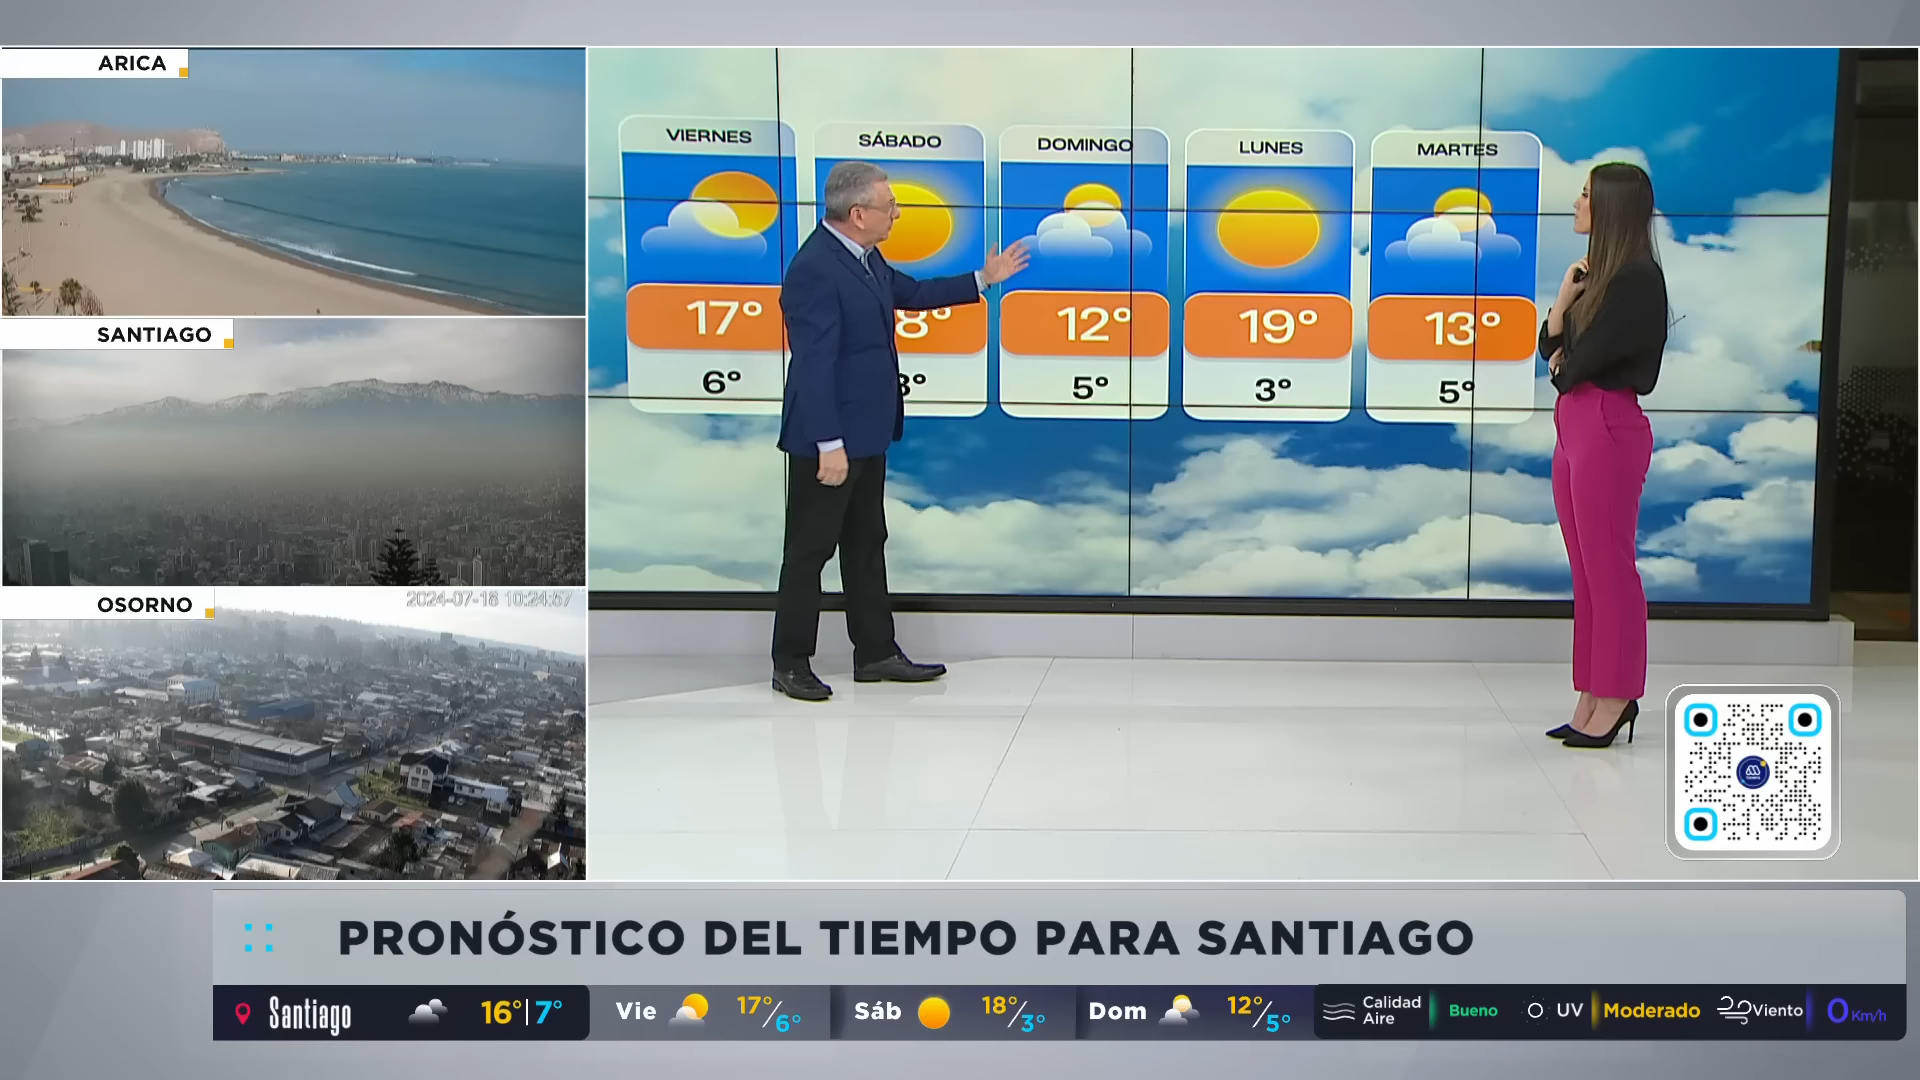 ARICA
SANTIAGO
OSORNO
2024-07-18 10:24:57
VIERNES
17°
6°
SÁBADO
8°
3°
DOMINGO
12°
5°
LUNES
19°
3°
MARTES
13°
5°
PRONÓSTICO DEL TIEMPO PARA SANTIAGO
Santiago 16° 7° Vie 17°/6° Sáb 18°/3° Dom 12°/5° Calidad Aire Bueno UV Moderado Viento 0 Km/h